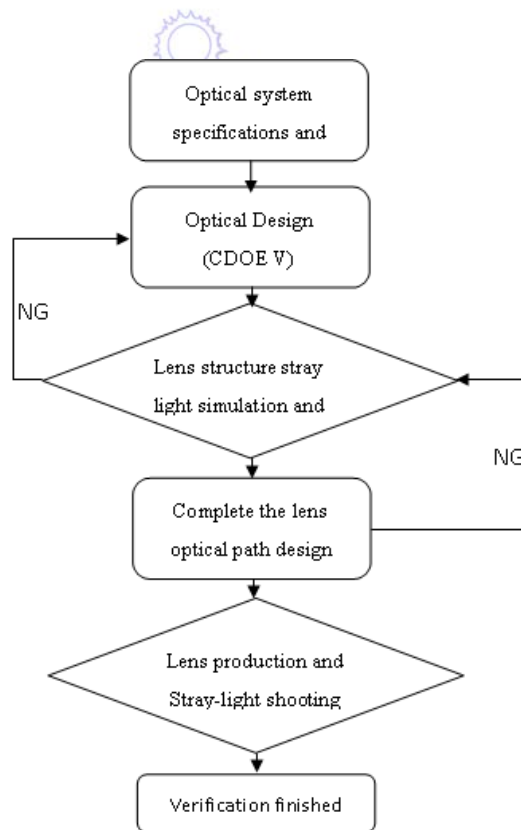 Optical system
specifications and
Optical Design
(CDOE V)
NG
Lens structure stray
light simulation and
NG
Complete the lens
optical path design
Lens production and
Stray-light shooting
Verification finished